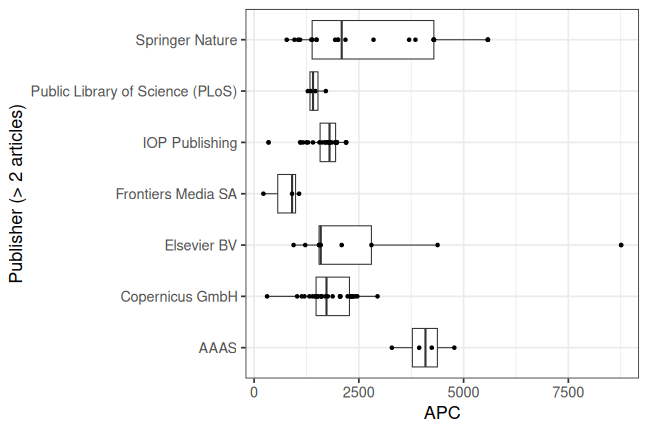 Publisher (> 2 articles)
Springer Nature
Public Library of Science (PLoS)
IOP Publishing
Frontiers Media SA
Elsevier BV
Copernicus GmbH
AAAS
0 2500 5000 7500
APC